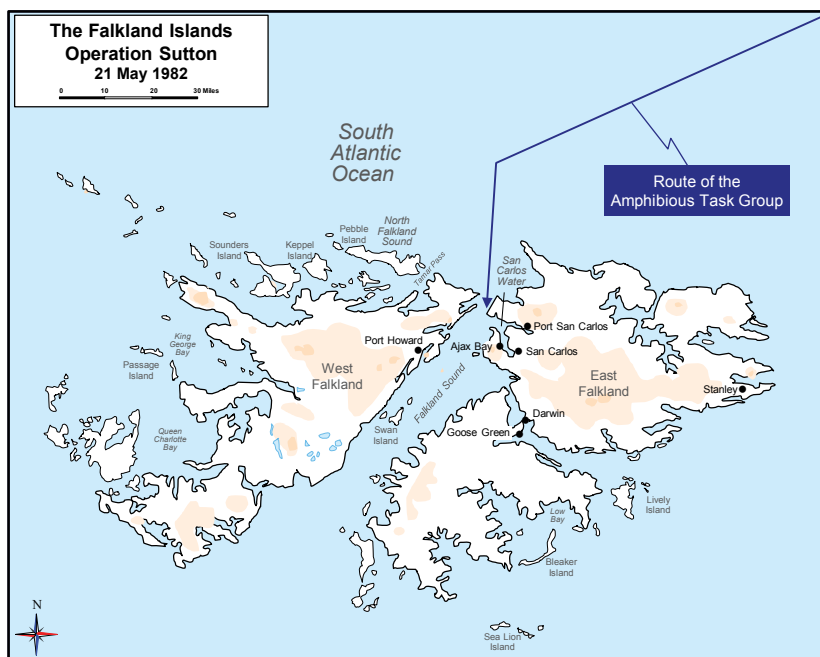 The Falkland Islands
Operation Sutton
21 May 1982
0 10 20 30 Miles
South
Atlantic
Ocean
Route of the
Amphibious Task Group
Pebble
Island
North
Falkland
Sound
Keppel
Island
Sounders
Island
Tamar Pass
San
Carlos
Water
Port San Carlos
King
George
Bay
Port Howard
Ajax Bay
San Carlos
Passage
Island
West
Falkland
East
Falkland
Stanley
Falkland Sound
Swan
Island
Darwin
Goose Green
Queen
Charlotte
Bay
Lively
Island
Low
Bay
Bleaker
Island
Sea Lion
Island
N